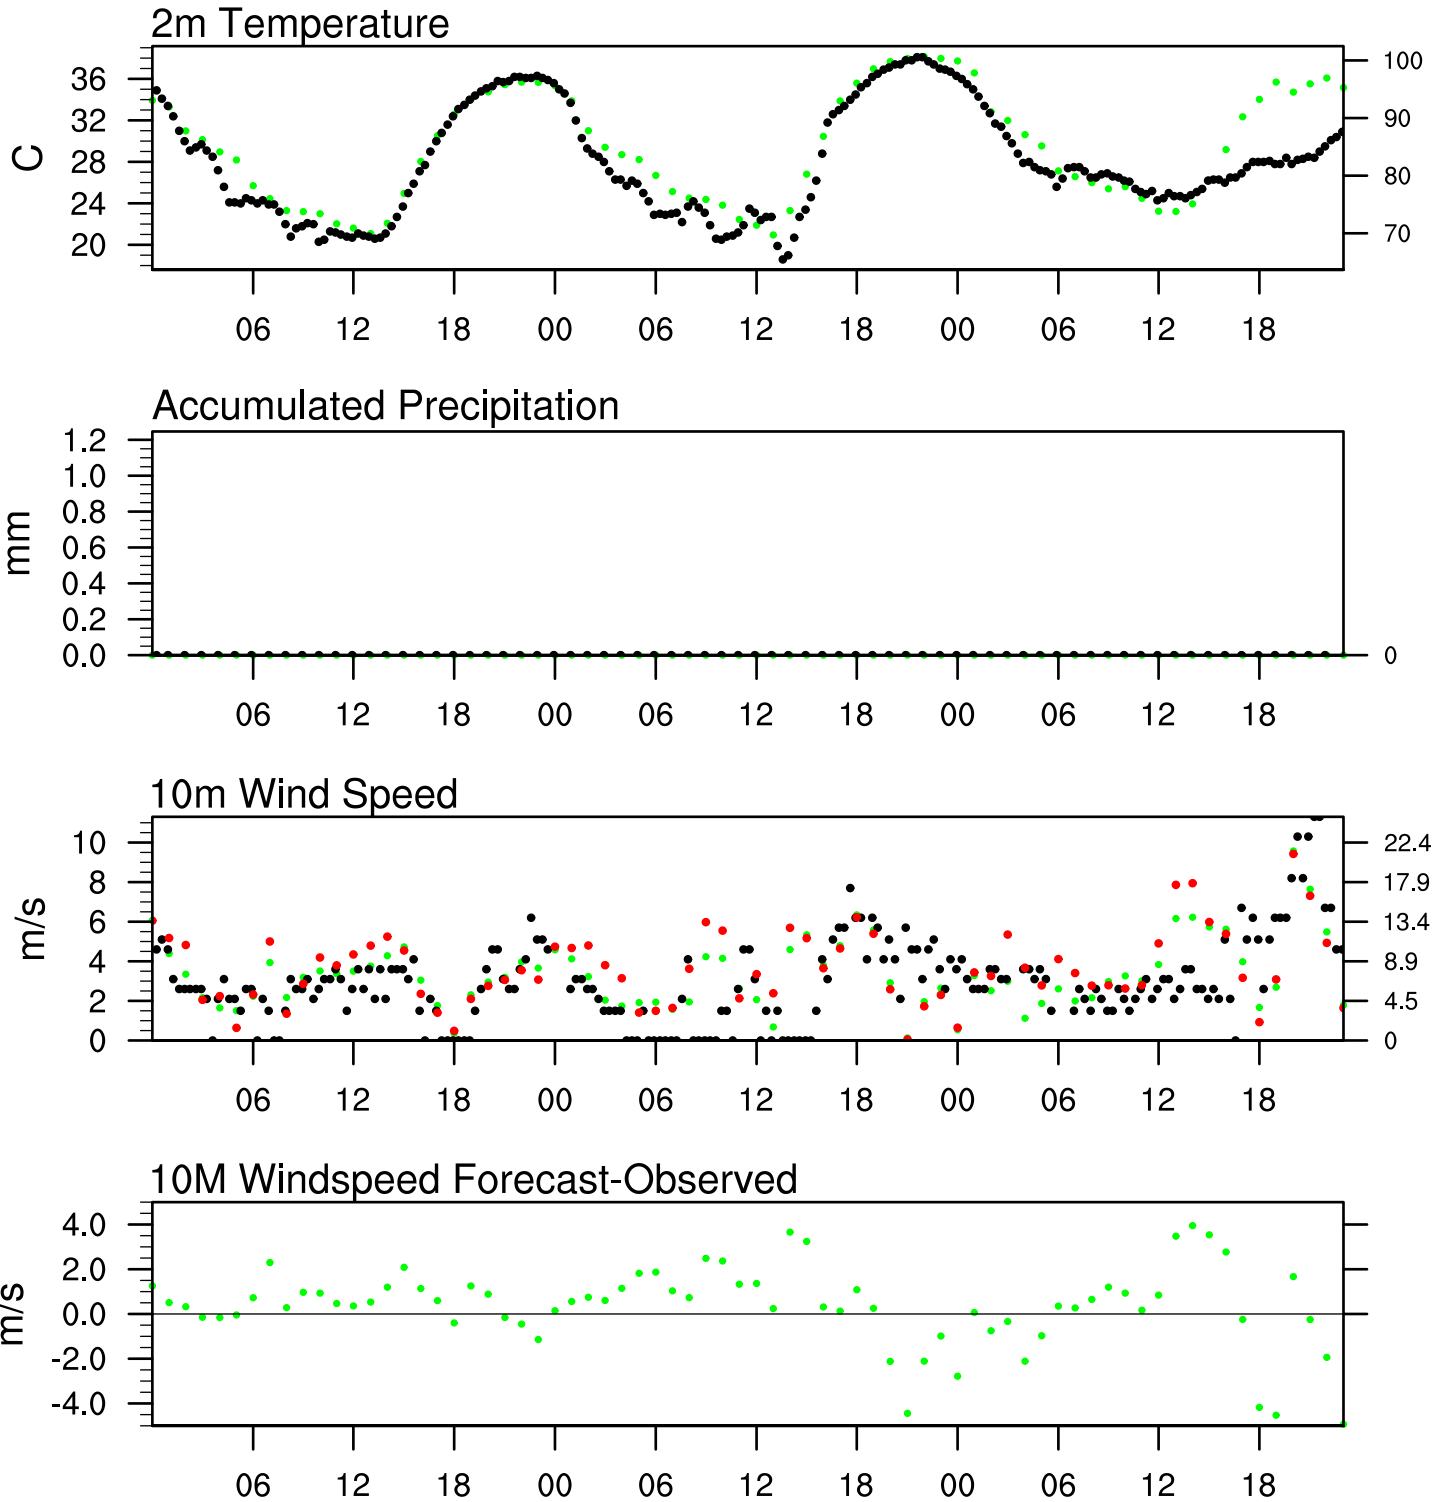 2m Temperature
36
32
28
24
20
C
100
90
80
70
06 12 18 00 06 12 18 00 06 12 18
Accumulated Precipitation
1.2
1.0
0.8
0.6
0.4
0.2
0.0
mm
0
06 12 18 00 06 12 18 00 06 12 18
10m Wind Speed
10
8
6
4
2
0
m/s
22.4
17.9
13.4
8.9
4.5
0
06 12 18 00 06 12 18 00 06 12 18
10M Windspeed Forecast-Observed
4.0
2.0
0.0
-2.0
-4.0
m/s
06 12 18 00 06 12 18 00 06 12 18